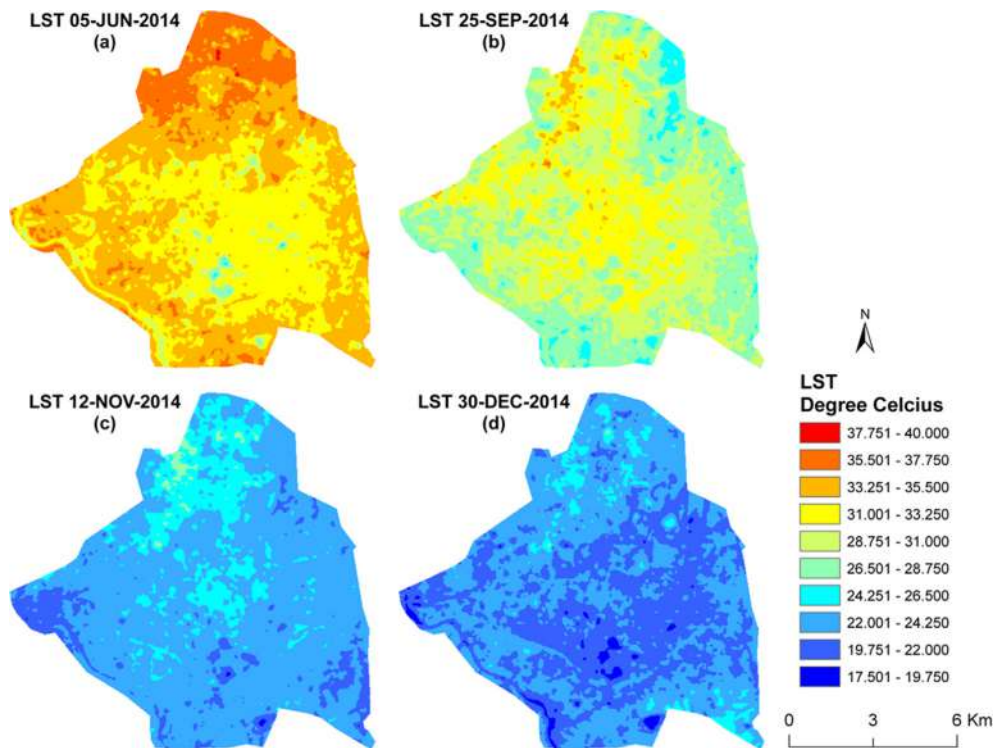 LST 05-JUN-2014
(a)
LST 25-SEP-2014
(b)
LST 12-NOV-2014
(c)
LST 30-DEC-2014
(d)
N
LST
Degree Celcius
37.751 - 40.000
35.501 - 37.750
33.251 - 35.500
31.001 - 33.250
28.751 - 31.000
26.501 - 28.750
24.251 - 26.500
22.001 - 24.250
19.751 - 22.000
17.501 - 19.750
0 3 6 Km